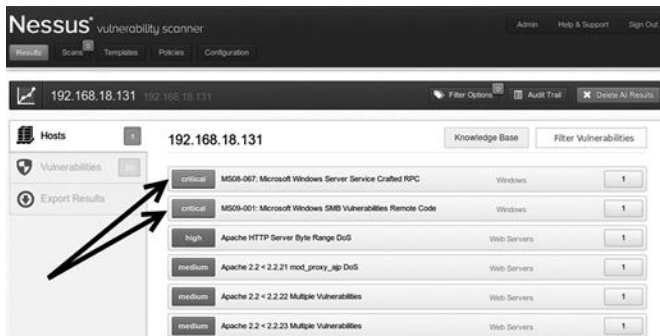 Nessus vulnerability scanner
Admin Help & Support Sign Out
Results Scans Templates Policies Configuration
192.168.18.131 192.168.18.131
Filter Options Audit Trail Delete All Results
Hosts 1
192.168.18.131
Knowledge Base Filter Vulnerabilities
Vulnerabilities
Export Results
critical MS08-067: Microsoft Windows Server Service Crafted RPC Windows 1
critical MS09-001: Microsoft Windows SMB Vulnerabilities Remote Code Windows 1
high Apache HTTP Server Byte Range DoS Web Servers 1
medium Apache 2.2 < 2.2.21 mod_proxy_ajp DoS Web Servers 1
medium Apache 2.2 < 2.2.22 Multiple Vulnerabilities Web Servers 1
medium Apache 2.2 < 2.2.23 Multiple Vulnerabilities Web Servers 1